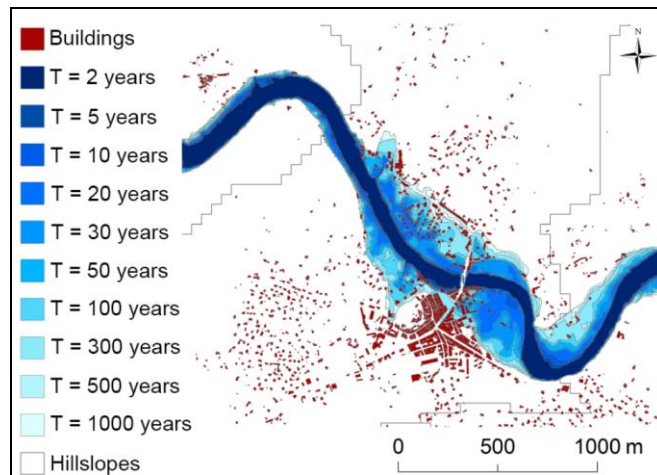 Buildings
T = 2 years
T = 5 years
T = 10 years
T = 20 years
T = 30 years
T = 50 years
T = 100 years
T = 300 years
T = 500 years
T = 1000 years
Hillslopes
N
0 500 1000 m